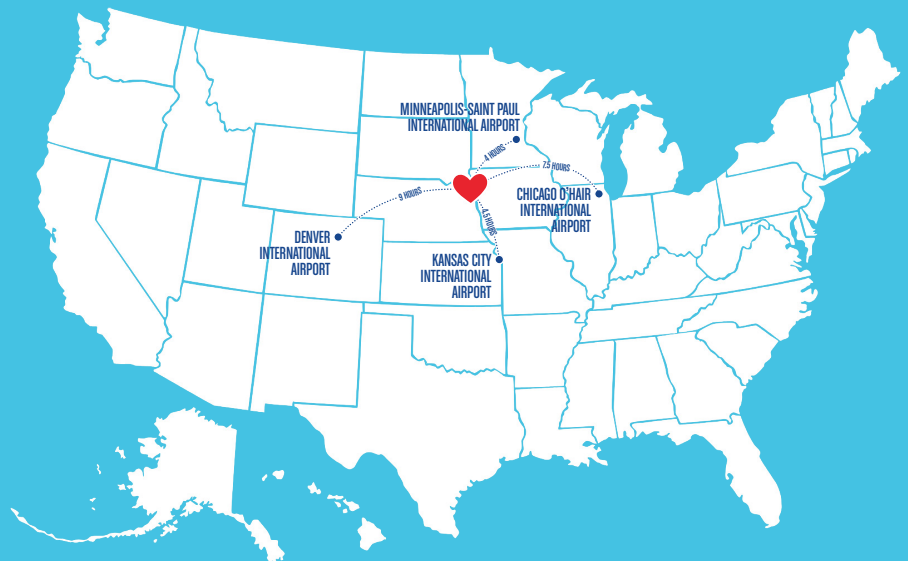 MINNEAPOLIS-SAINT PAUL
INTERNATIONAL AIRPORT
4 HOURS
7.5 HOURS
9 HOURS
CHICAGO O'HAIR
INTERNATIONAL
AIRPORT
4.5 HOURS
DENVER
INTERNATIONAL
AIRPORT
KANSAS CITY
INTERNATIONAL
AIRPORT